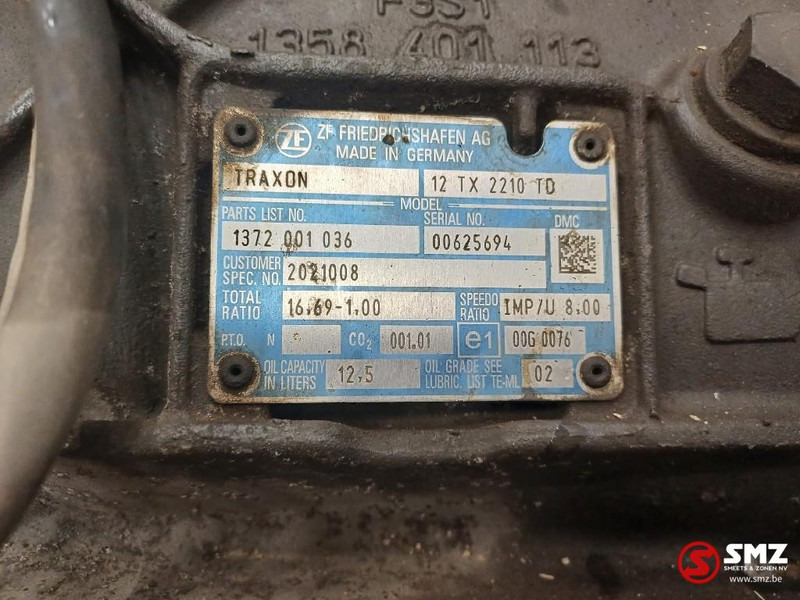 1358 401 113
ZF ZF FRIEDRICHSHAFEN AG
MADE IN GERMANY
TRAXON 12 TX 2210 TD
MODEL
PARTS LIST NO. SERIAL NO. DMC
1372 001 036 00625694
CUSTOMER SPEC. NO. 2021008
TOTAL RATIO 16.69-1.00 SPEEDO RATIO IMP/U 8.00
P.T.O. N CO2 001.01 e1 00G 0076
OIL CAPACITY IN LITERS 12,5 OIL GRADE SEE LUBRIC. LIST TE-ML 02
SMZ
SMEETS & ZONEN NV
www.smz.be